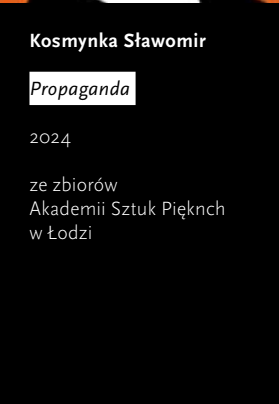 Kosmynka Sławomir
Propaganda
2024
ze zbiorów
Akademii Sztuk Pięknch
w Łodzi